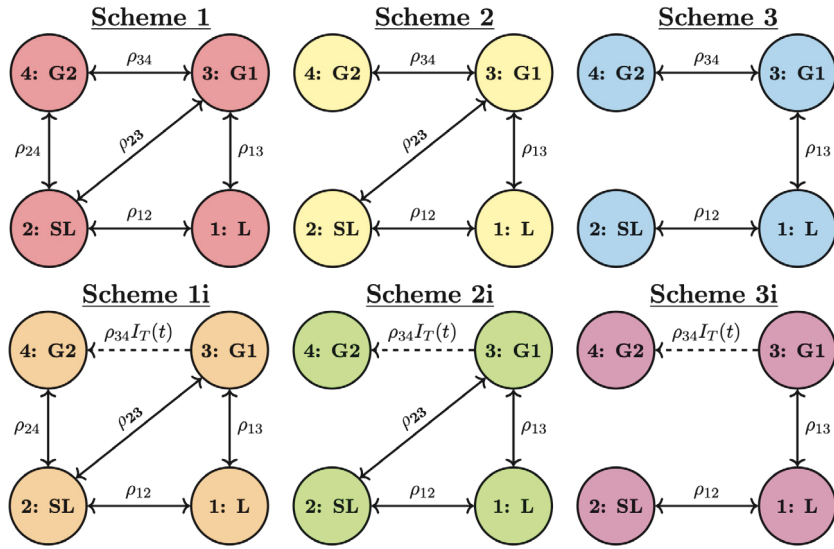 Scheme 1
4: G2
ρ34
3: G1
ρ24
ρ23
ρ13
2: SL
ρ12
1: L
Scheme 2
4: G2
ρ34
3: G1
ρ23
ρ13
2: SL
ρ12
1: L
Scheme 3
4: G2
ρ34
3: G1
ρ13
2: SL
ρ12
1: L
Scheme 1i
4: G2
ρ34IT(t)
3: G1
ρ24
ρ23
ρ13
2: SL
ρ12
1: L
Scheme 2i
4: G2
ρ34IT(t)
3: G1
ρ23
ρ13
2: SL
ρ12
1: L
Scheme 3i
4: G2
ρ34IT(t)
3: G1
ρ13
2: SL
ρ12
1: L